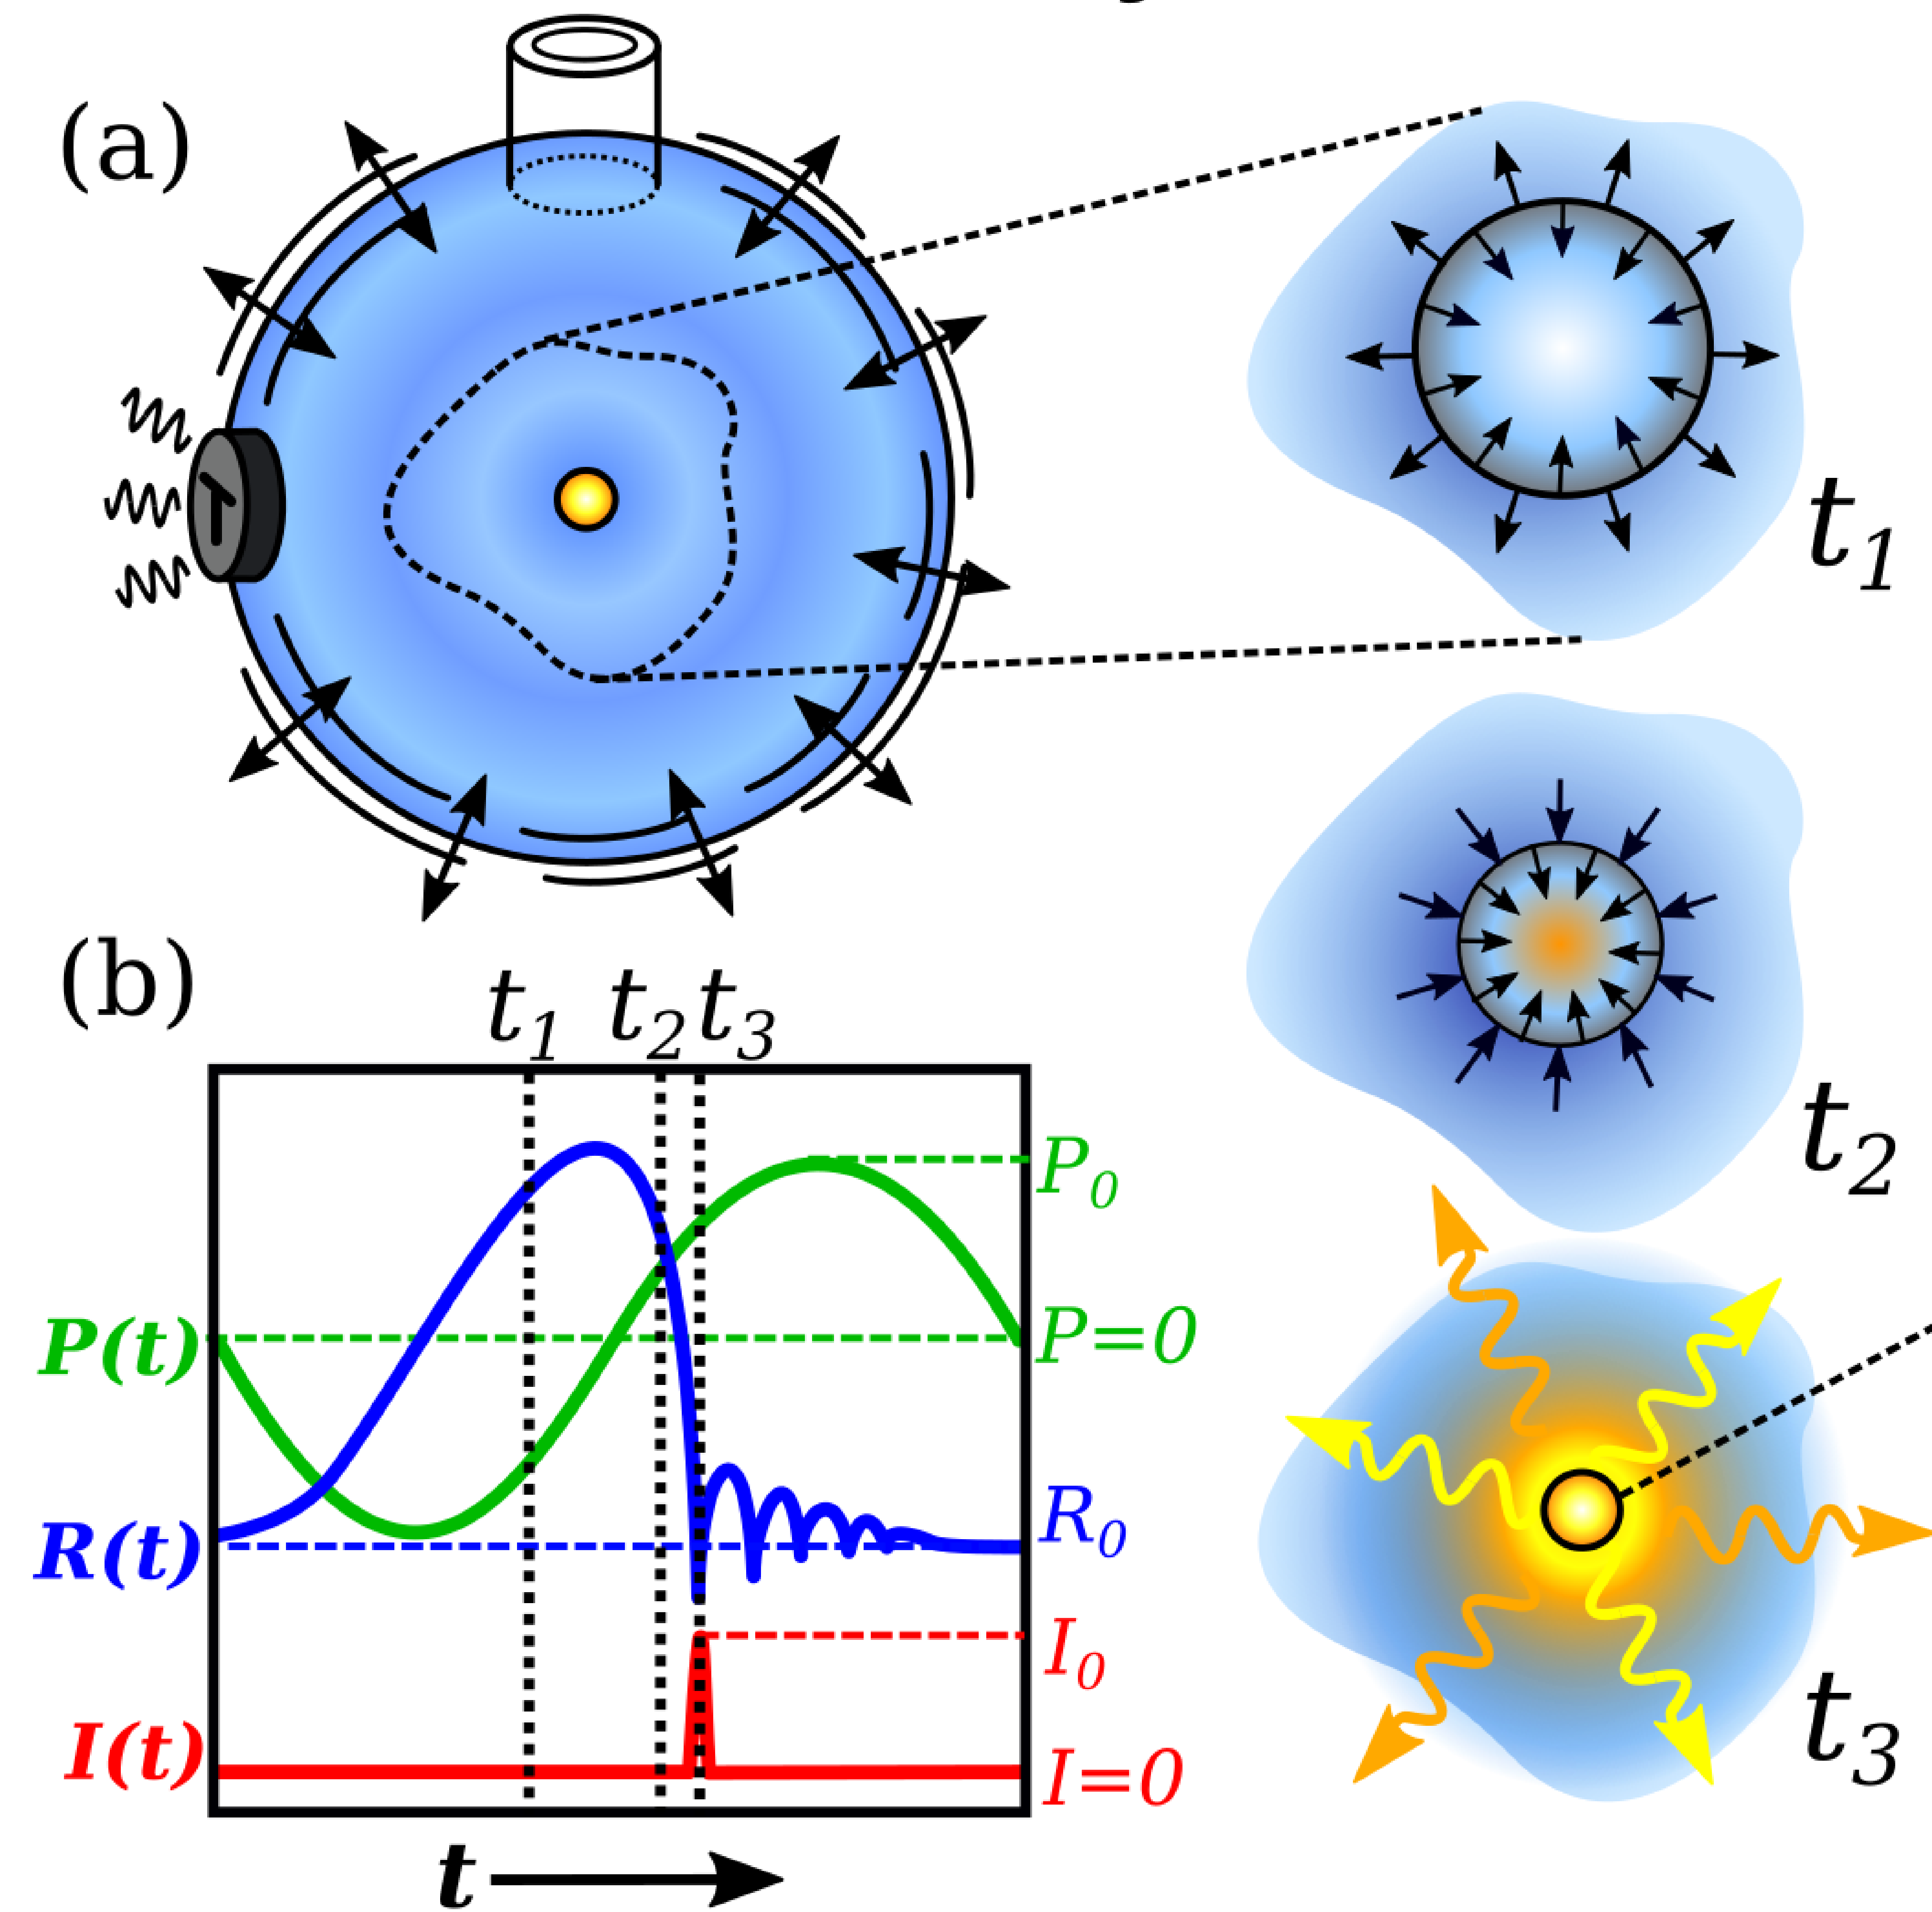 (a)
t1
t2
t3
(b)
t1 t2 t3
P0
P(t) P=0
R(t) R0
I0
I(t) I=0
t